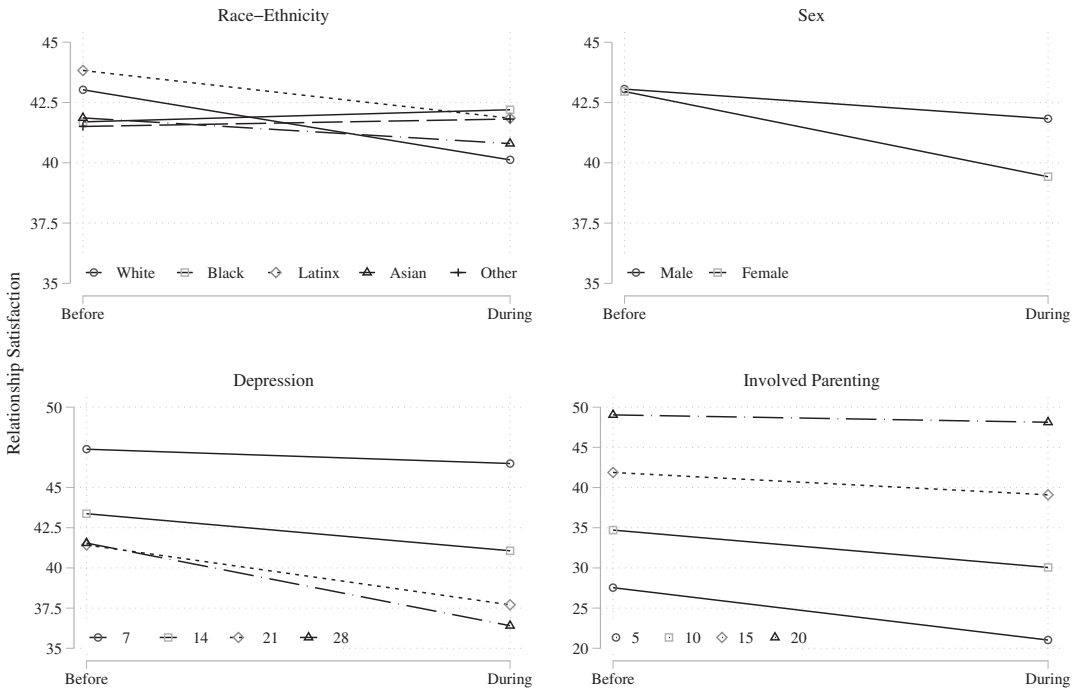 Relationship Satisfaction
Race−Ethnicity
45
42.5
40
37.5
35
White Black Latinx Asian Other
Before During
Sex
45
42.5
40
37.5
35
Male Female
Before During
Depression
50
45
42.5
40
37.5
35
7 14 21 28
Before During
Involved Parenting
50
45
40
35
30
25
20
5 10 15 20
Before During